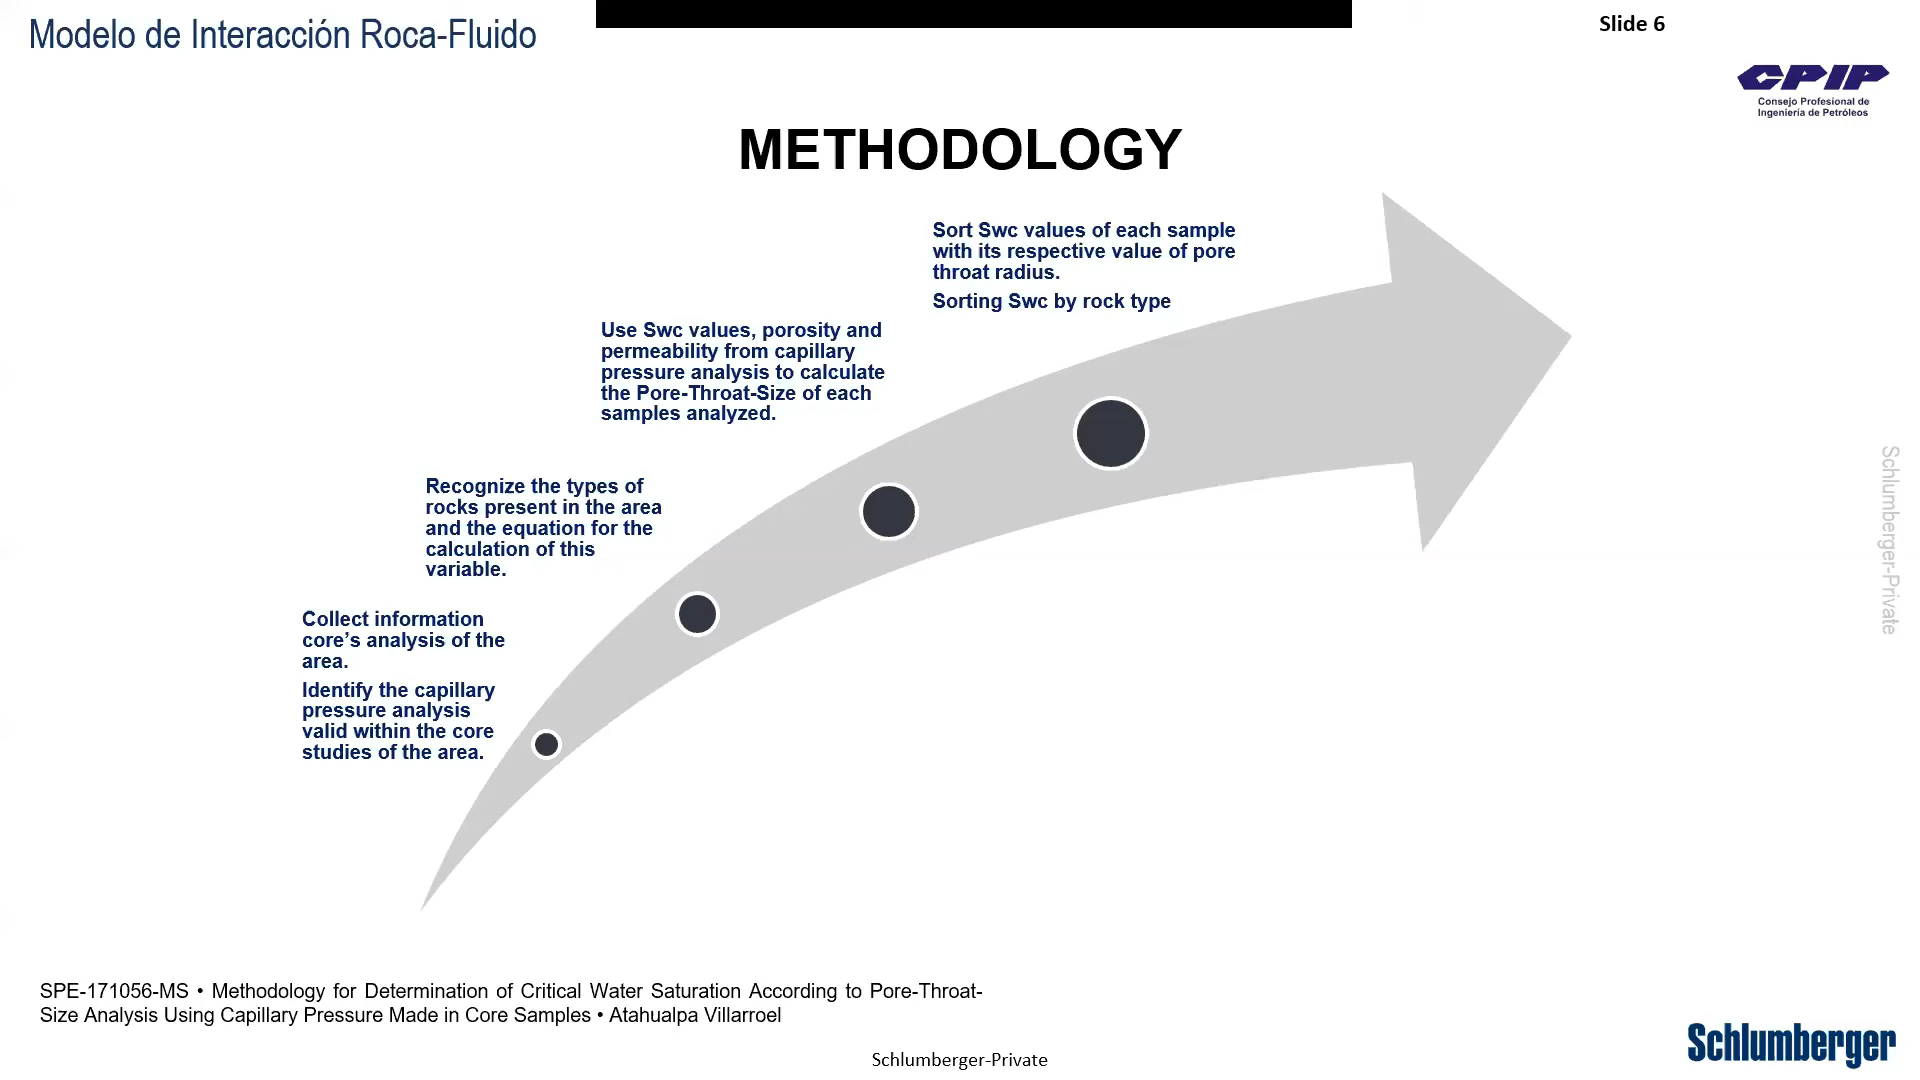 Modelo de Interacción Roca-Fluido
Slide 6
CPIP
Consejo Profesional de
Ingeniería de Petróleos
METHODOLOGY
Sort Swc values of each sample
with its respective value of pore
throat radius.
Sorting Swc by rock type
Use Swc values, porosity and
permeability from capillary
pressure analysis to calculate
the Pore-Throat-Size of each
samples analyzed.
Recognize the types of
rocks present in the area
and the equation for the
calculation of this
variable.
Collect information
core’s analysis of the
area.
Identify the capillary
pressure analysis
valid within the core
studies of the area.
Schlumberger-Private
SPE-171056-MS • Methodology for Determination of Critical Water Saturation According to Pore-Throat-
Size Analysis Using Capillary Pressure Made in Core Samples • Atahualpa Villarroel
Schlumberger
Schlumberger-Private